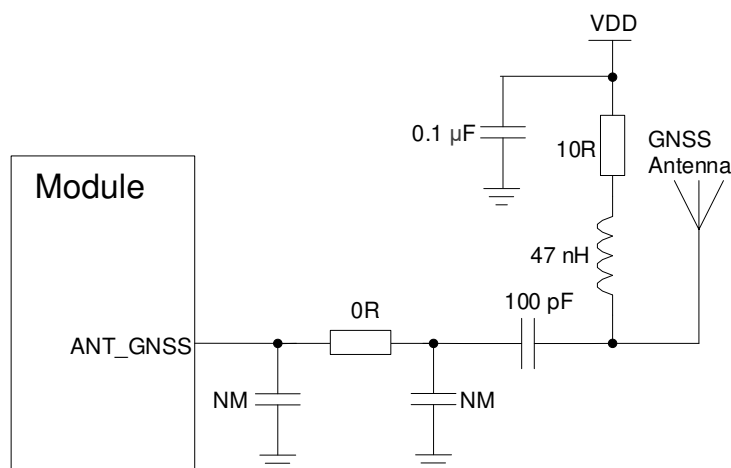 VDD
0.1 µF
10R
GNSS
Antenna
Module
47 nH
100 pF
0R
ANT_GNSS
NM
NM